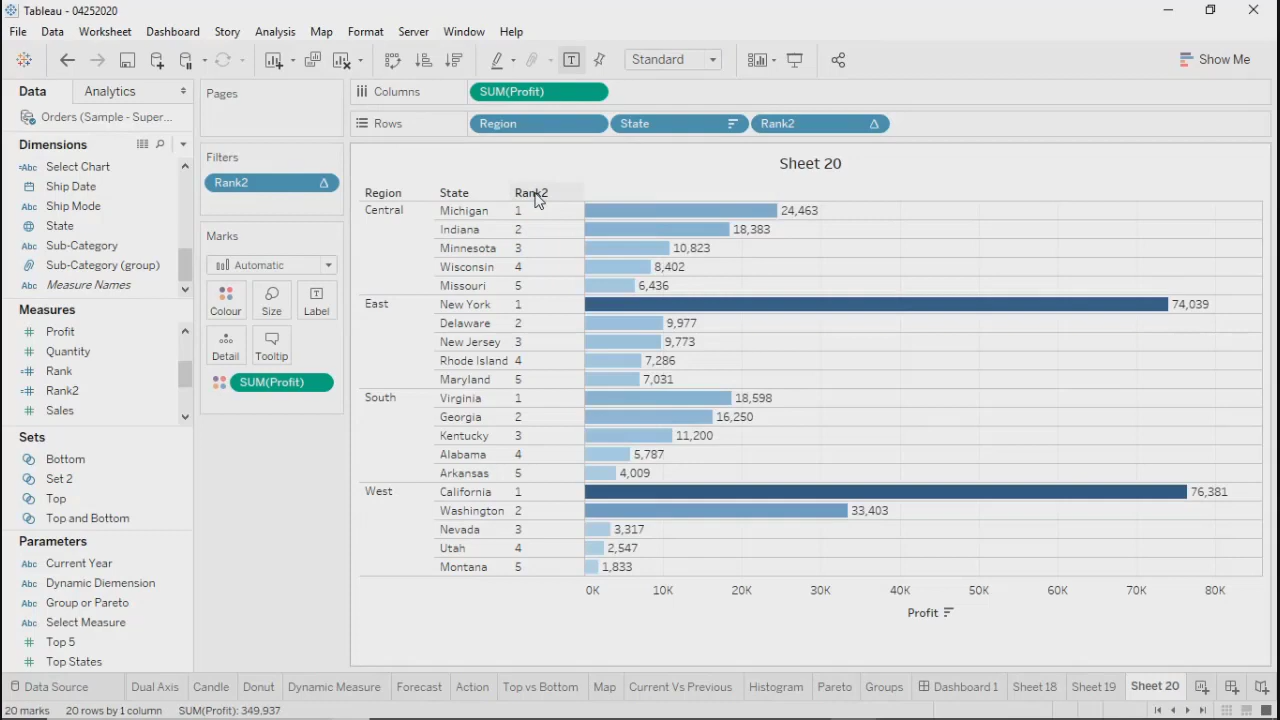 Tableau - 04252020
File Data Worksheet Dashboard Story Analysis Map Format Server Window Help
Standard
Show Me
Data Analytics
Orders (Sample - Super...
Dimensions
Select Chart
Ship Date
Ship Mode
State
Sub-Category
Sub-Category (group)
Measure Names
Measures
Profit
Quantity
Rank
Rank2
Sales
Sets
Bottom
Set 2
Top
Top and Bottom
Parameters
Current Year
Dynamic Diemension
Group or Pareto
Select Measure
Top 5
Top States
Pages
Filters
Rank2
Marks
Automatic
Colour Size Label
Detail Tooltip
SUM(Profit)
Columns SUM(Profit)
Rows Region State Rank2
Sheet 20
Region State Rank2
Central Michigan 1 24,463
Indiana 2 18,383
Minnesota 3 10,823
Wisconsin 4 8,402
Missouri 5 6,436
East New York 1 74,039
Delaware 2 9,977
New Jersey 3 9,773
Rhode Island 4 7,286
Maryland 5 7,031
South Virginia 1 18,598
Georgia 2 16,250
Kentucky 3 11,200
Alabama 4 5,787
Arkansas 5 4,009
West California 1 76,381
Washington 2 33,403
Nevada 3 3,317
Utah 4 2,547
Montana 5 1,833
0K 10K 20K 30K 40K 50K 60K 70K 80K
Profit
Data Source Dual Axis Candle Donut Dynamic Measure Forecast Action Top vs Bottom Map Current Vs Previous Histogram Pareto Groups Dashboard 1 Sheet 18 Sheet 19 Sheet 20
20 marks 20 rows by 1 column SUM(Profit): 349,937